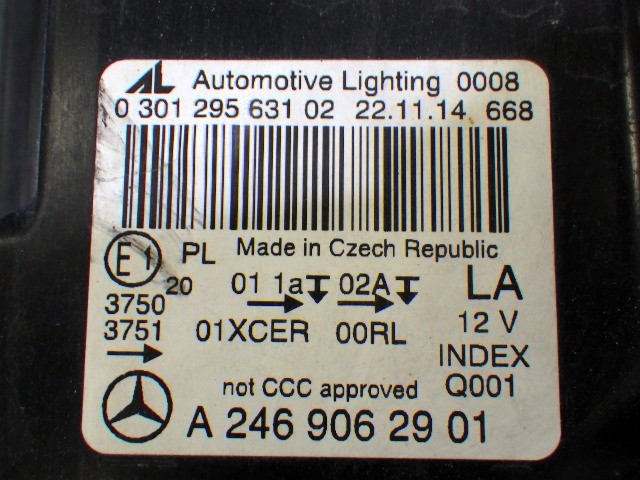 AL Automotive Lighting 0008
0 301 295 631 02 22.11.14 668
E1 PL Made in Czech Republic
20 01 1a 02A LA
3750
3751 01XCER 00RL 12 V
INDEX
not CCC approved Q001
A 246 906 29 01